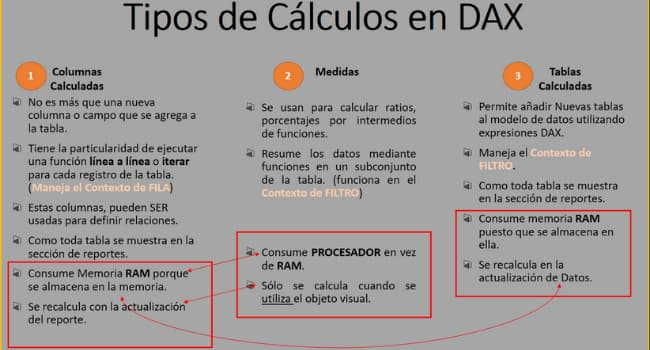 Tipos de Cálculos en DAX
1
Columnas
Calculadas
No es más que una nueva
columna o campo que se agrega a
la tabla.
Tiene la particularidad de ejecutar
una función línea a línea o iterar
para cada registro de la tabla.
(Maneja el Contexto de FILA)
Estas columnas, pueden SER
usadas para definir relaciones.
Como toda tabla se muestra en la
sección de reportes.
Consume Memoria RAM porque
se almacena en la memoria.
Se recalcula con la actualización
del reporte.
2
Medidas
Se usan para calcular ratios,
porcentajes por intermedios
de funciones.
Resume los datos mediante
funciones en un subconjunto
de la tabla. (funciona en el
Contexto de FILTRO)
Consume PROCESADOR en vez
de RAM.
Sólo se calcula cuando se
utiliza el objeto visual.
3
Tablas
Calculadas
Permite añadir Nuevas tablas
al modelo de datos utilizando
expresiones DAX.
Maneja el Contexto de
FILTRO.
Como toda tabla se muestra
en la sección de reportes.
Consume memoria RAM
puesto que se almacena en
ella.
Se recalcula en la
actualización de Datos.